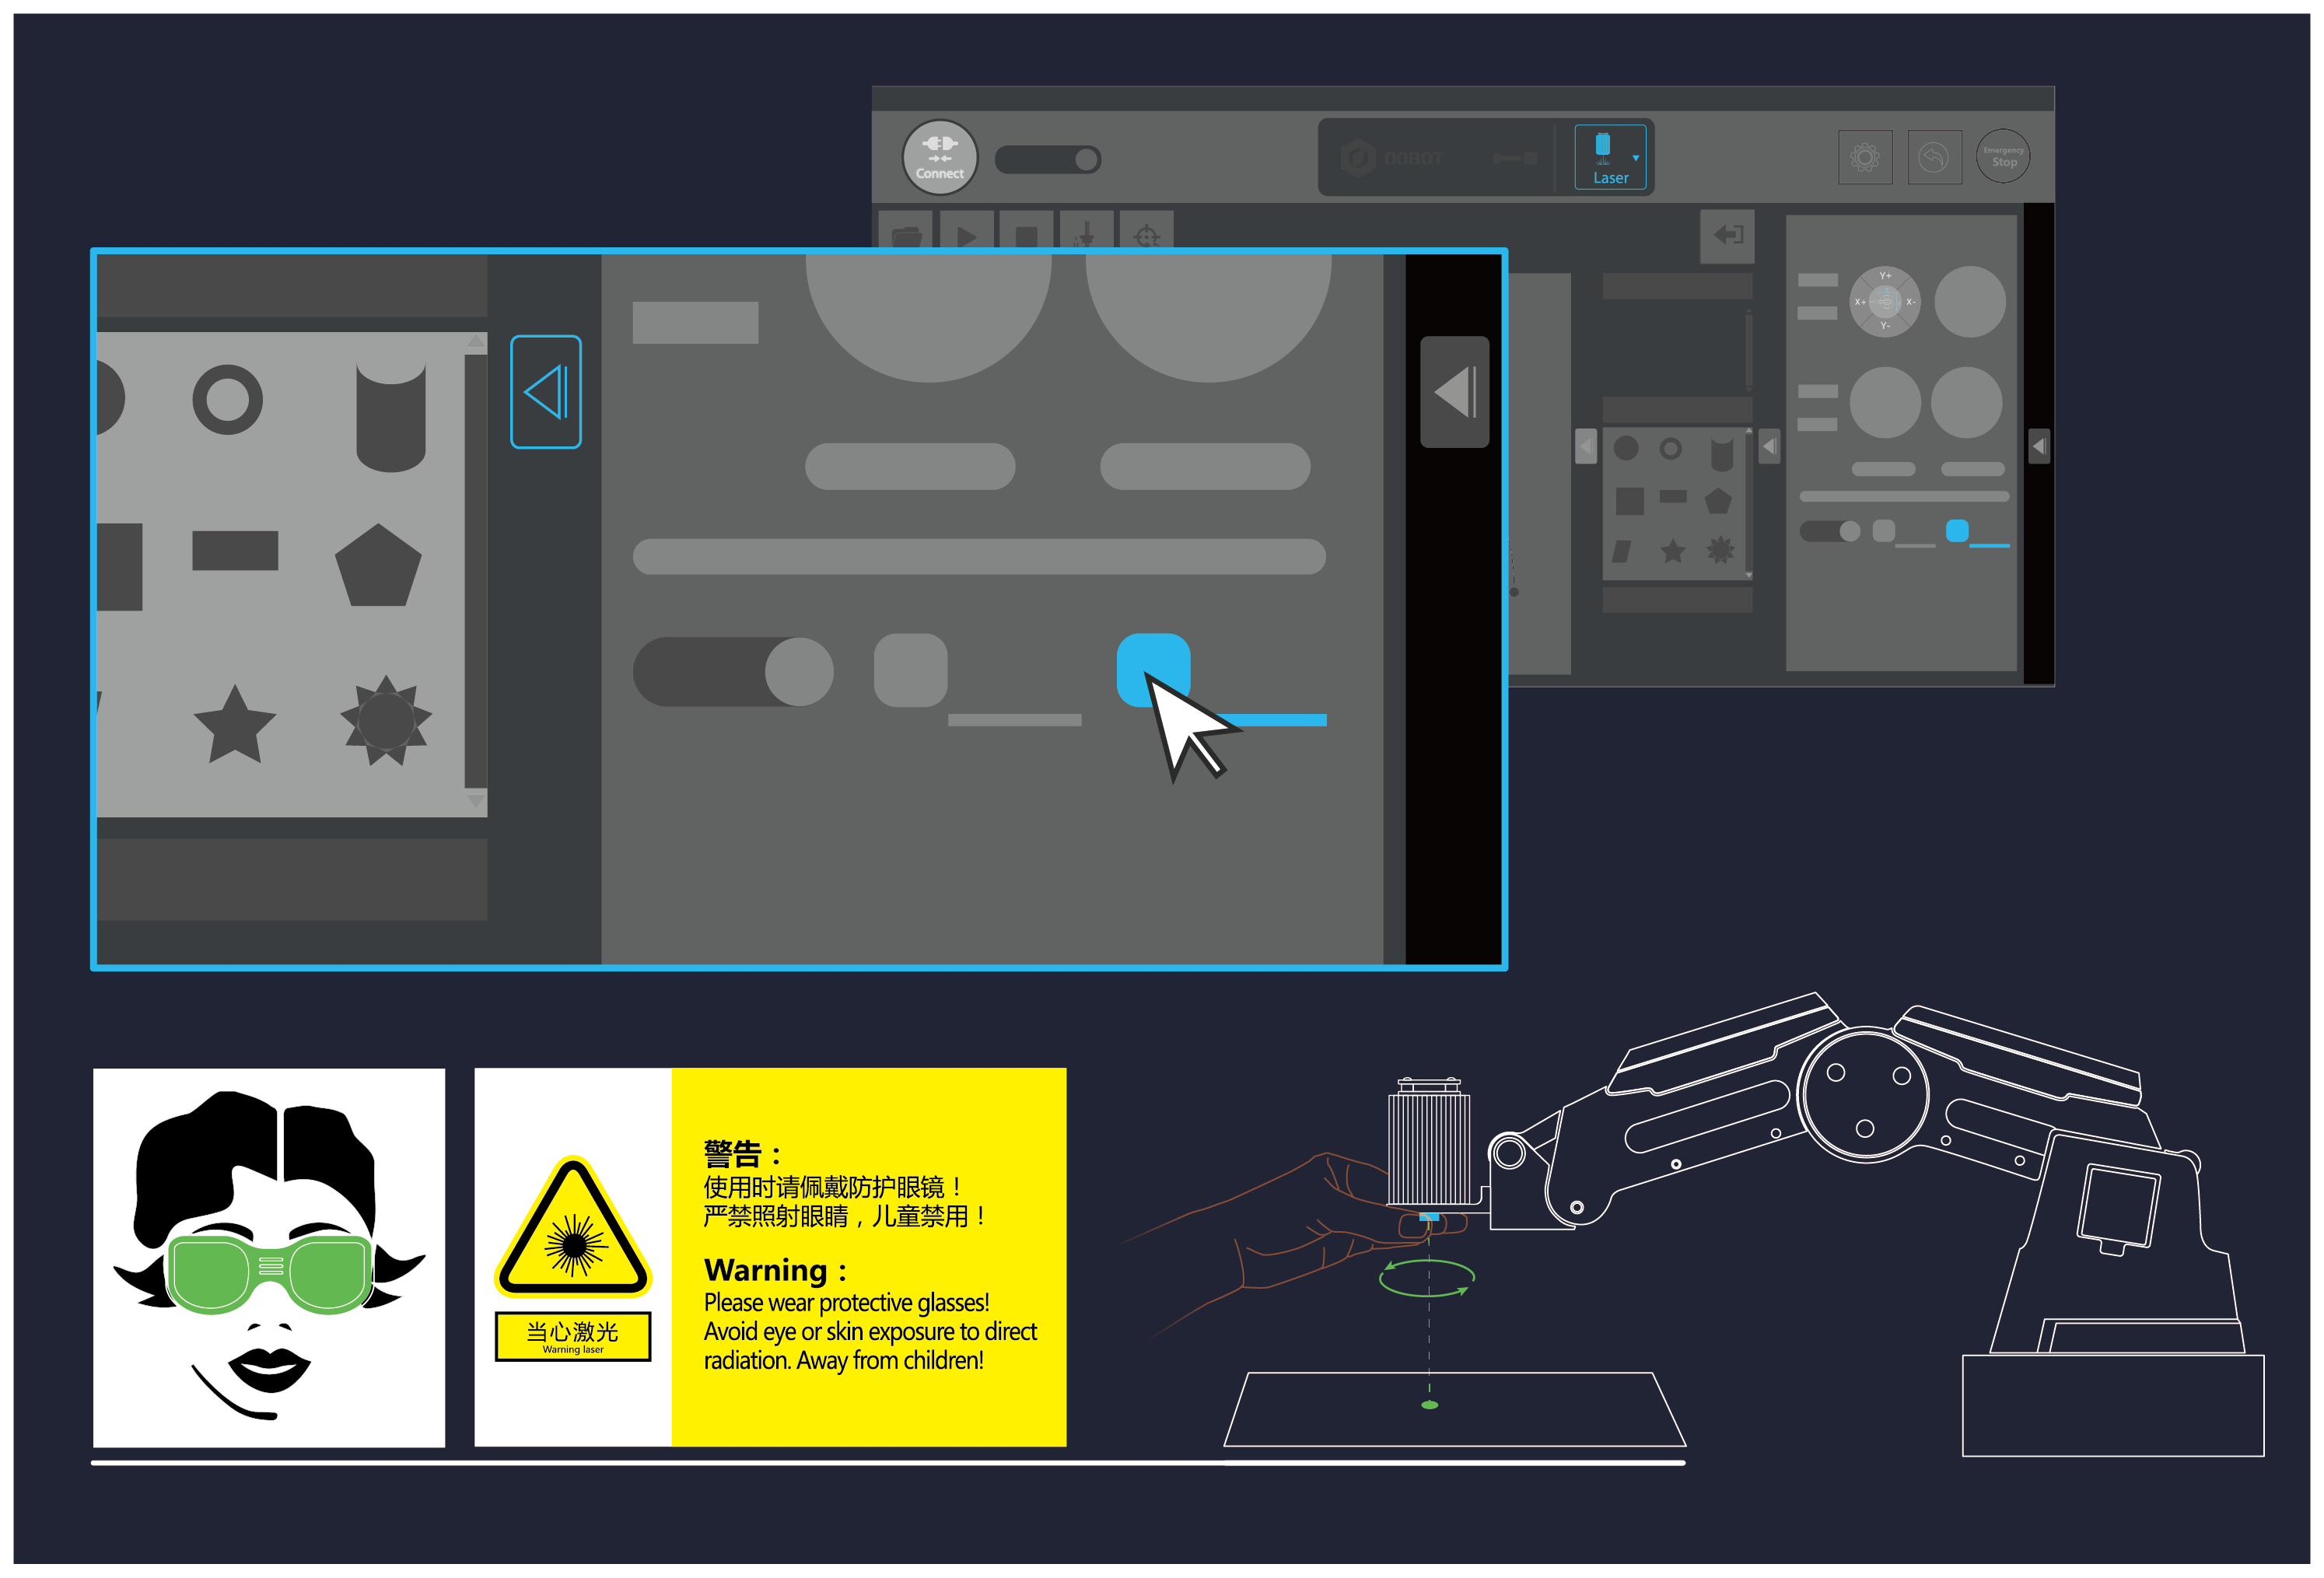 Connect
DOBOT
Laser
Emergency
Stop
Y+
X+
X-
Y-
警告：
使用时请佩戴防护眼镜！
严禁照射眼睛，儿童禁用！
Warning：
Please wear protective glasses!
Avoid eye or skin exposure to direct
radiation. Away from children!
当心激光
Warning laser